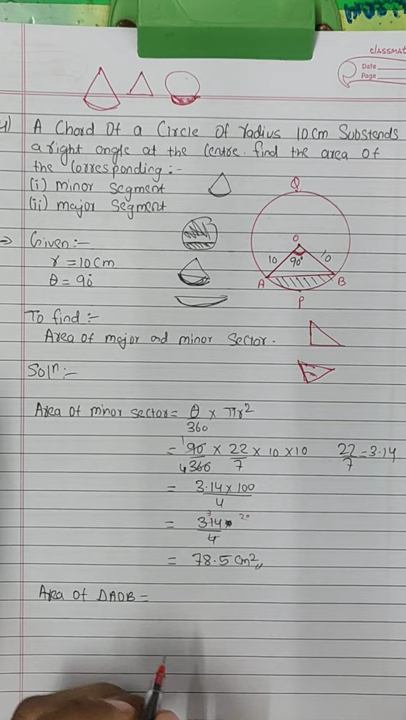 classmate
Date
Page
4) A Chord Of a Circle Of radius 10cm Substends
a right angle at the Centre. find the area of
the Corresponding :-
(i) minor Segment
(ii) major Segment
Q
⇒ Given:-
r = 10cm
θ = 90°
O
10 90° 10
A B
P
To find :-
Area of major and minor Sector.
Solⁿ:-
Area of minor sector = θ/360 × πr²
= 90/360 × 22/7 × 10 × 10 22/7 = 3.14
1
4
= 3.14 × 100/4
= 314/4
= 78.5 cm²,,
Area of ΔAOB =